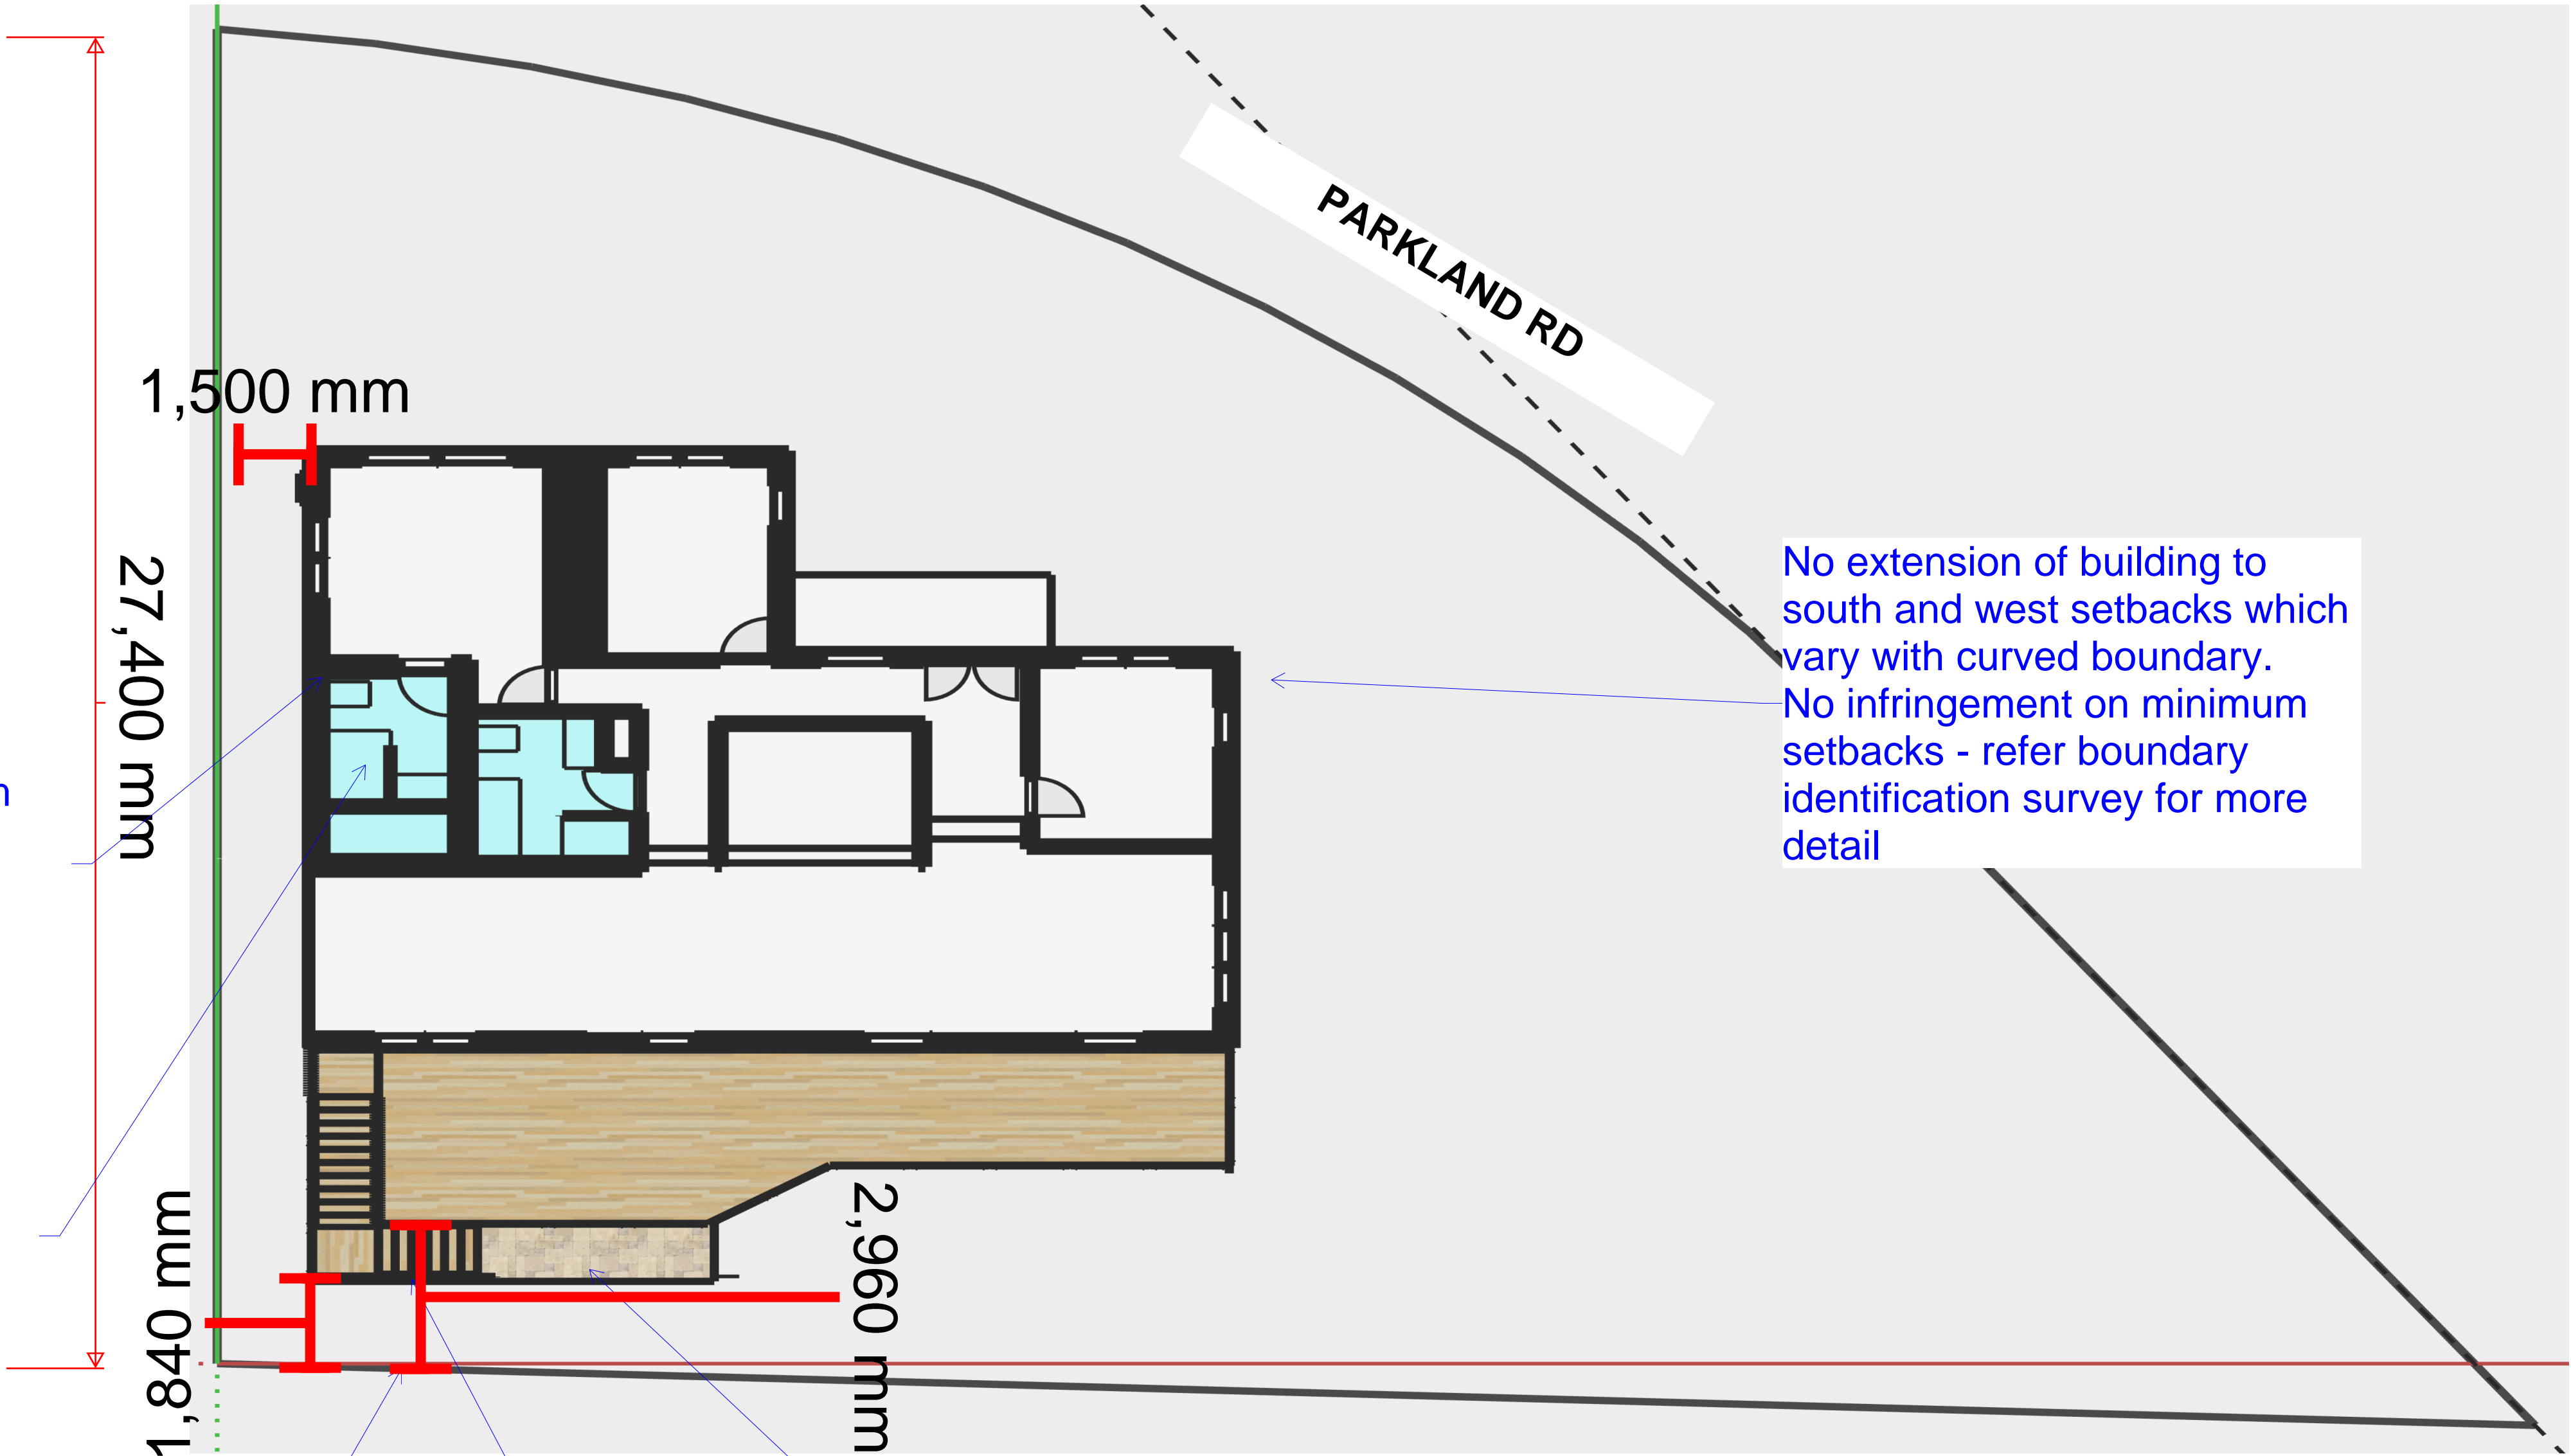 PARKLAND RD
1,500 mm
27,400 mm
No extension of building to
south and west setbacks which
vary with curved boundary.
No infringement on minimum
setbacks - refer boundary
identification survey for more
detail
1,840 mm
2,960 mm